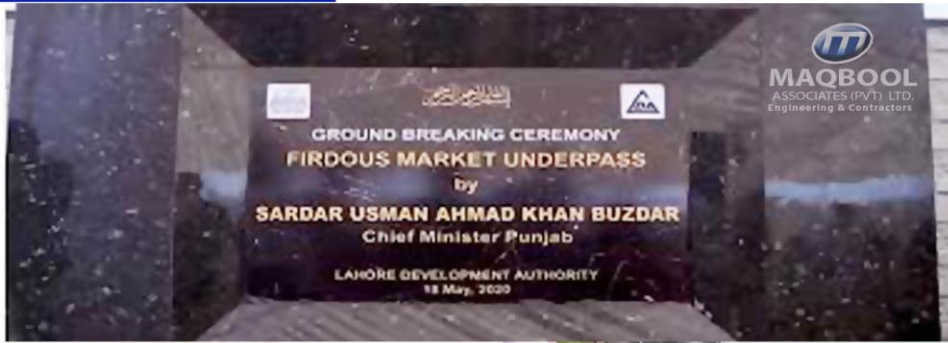 MAQBOOL
ASSOCIATES (PVT) LTD.
Engineering & Contractors
GROUND BREAKING CEREMONY
FIRDOUS MARKET UNDERPASS
by
SARDAR USMAN AHMAD KHAN BUZDAR
Chief Minister Punjab
LAHORE DEVELOPMENT AUTHORITY
18 May, 2020